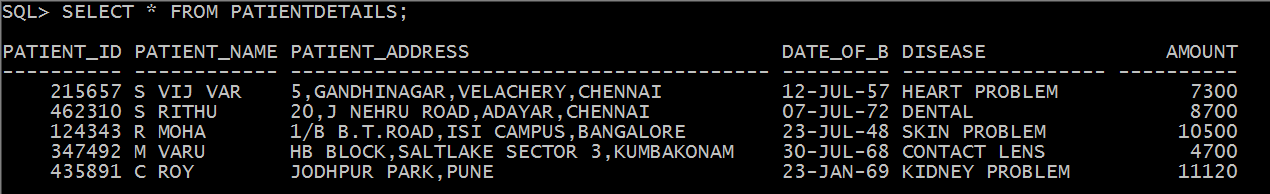 SQL> SELECT * FROM PATIENTDETAILS;
PATIENT_ID PATIENT_NAME PATIENT_ADDRESS DATE_OF_B DISEASE AMOUNT
---------- ------------ ----------------------------------------- --------- ----------------- ----------
215657 S VIJ VAR 5,GANDHINAGAR,VELACHERY,CHENNAI 12-JUL-57 HEART PROBLEM 7300
462310 S RITHU 20,J NEHRU ROAD,ADAYAR,CHENNAI 07-JUL-72 DENTAL 8700
124343 R MOHA 1/B B.T.ROAD,ISI CAMPUS,BANGALORE 23-JUL-48 SKIN PROBLEM 10500
347492 M VARU HB BLOCK,SALTLAKE SECTOR 3,KUMBAKONAM 30-JUL-68 CONTACT LENS 4700
435891 C ROY JODHPUR PARK,PUNE 23-JAN-69 KIDNEY PROBLEM 11120